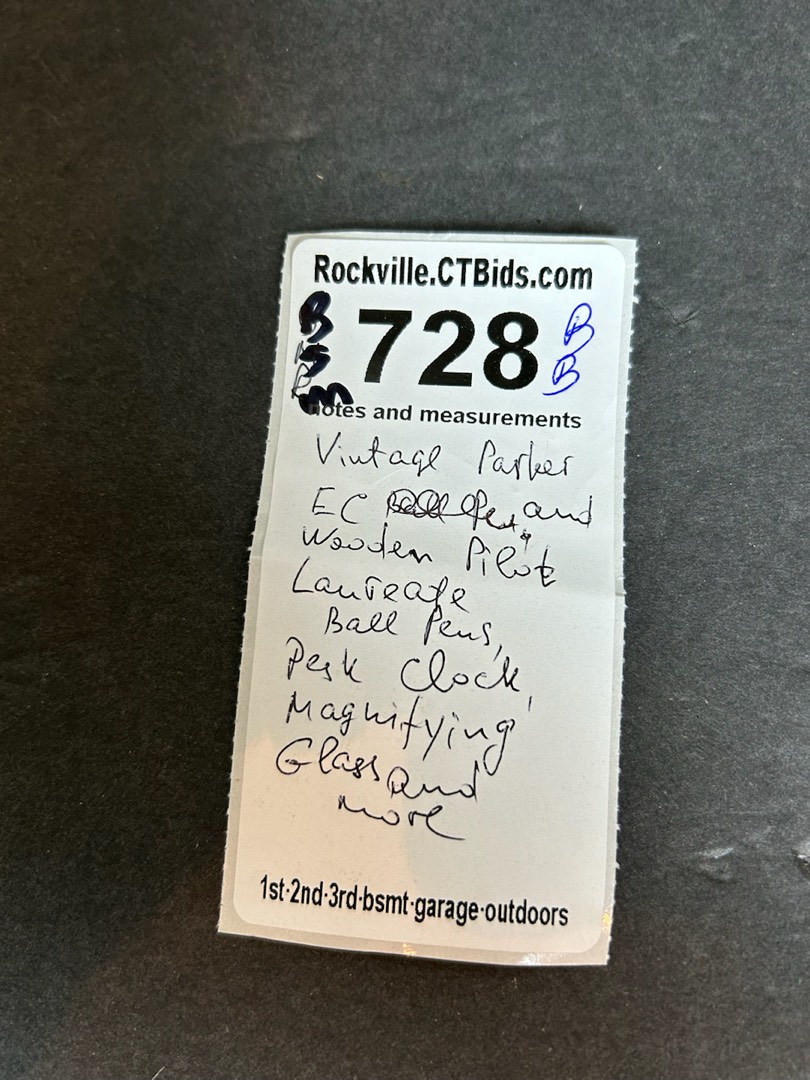 Rockville.CTBids.com
B 728 B
B
notes and measurements
Vintage Parker
EC and
Wooden Pilot
Laureate
Ball Pens,
Desk Clock,
Magnifying
Glass and
more
1st·2nd·3rd·bsmt·garage·outdoors